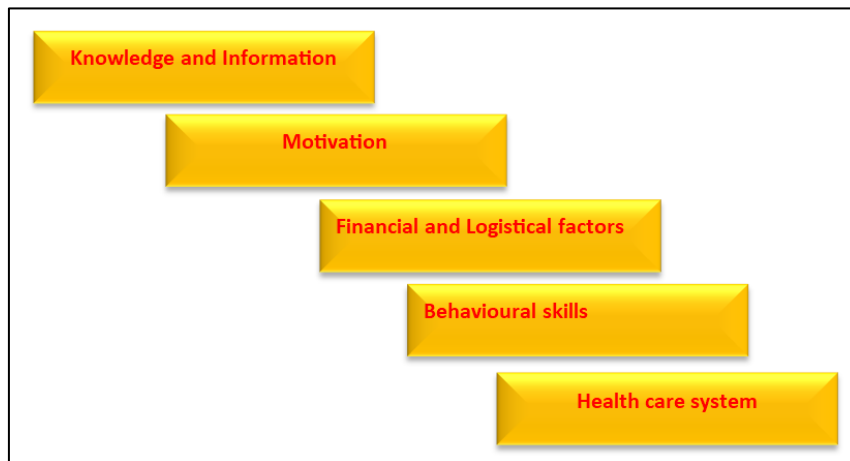 Knowledge and Information
Motivation
Financial and Logistical factors
Behavioural skills
Health care system